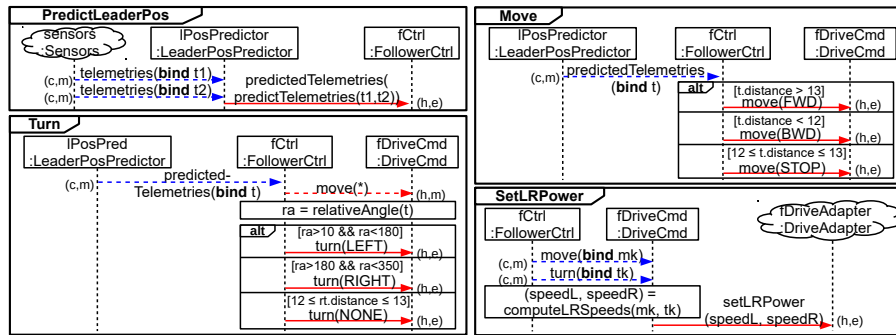 PredictLeaderPos
sensors
:Sensors
lPosPredictor
:LeaderPosPredictor
fCtrl
:FollowerCtrl
(c,m)
telemetries(bind t1)
(c,m)
telemetries(bind t2)
predictedTelemetries(
predictTelemetries(t1,t2))
(h,e)
Turn
lPosPred
:LeaderPosPredictor
fCtrl
:FollowerCtrl
fDriveCmd
:DriveCmd
(c,m)
predicted-
Telemetries(bind t)
move(*)
(h,m)
ra = relativeAngle(t)
alt
[ra>10 && ra<180]
turn(LEFT)
(h,e)
[ra>180 && ra<350]
turn(RIGHT)
(h,e)
[12 ≤ rt.distance ≤ 13]
turn(NONE)
(h,e)
Move
lPosPredictor
:LeaderPosPredictor
fCtrl
:FollowerCtrl
fDriveCmd
:DriveCmd
(c,m)
predictedTelemetries
(bind t)
alt
[t.distance > 13]
move(FWD)
(h,e)
[t.distance < 12]
move(BWD)
(h,e)
[12 ≤ t.distance ≤ 13]
move(STOP)
(h,e)
SetLRPower
fCtrl
:FollowerCtrl
fDriveCmd
:DriveCmd
fDriveAdapter
:DriveAdapter
(c,m)
move(bind mk)
(c,m)
turn(bind tk)
(speedL, speedR) =
computeLRSpeeds(mk, tk)
setLRPower
(speedL, speedR)
(h,e)